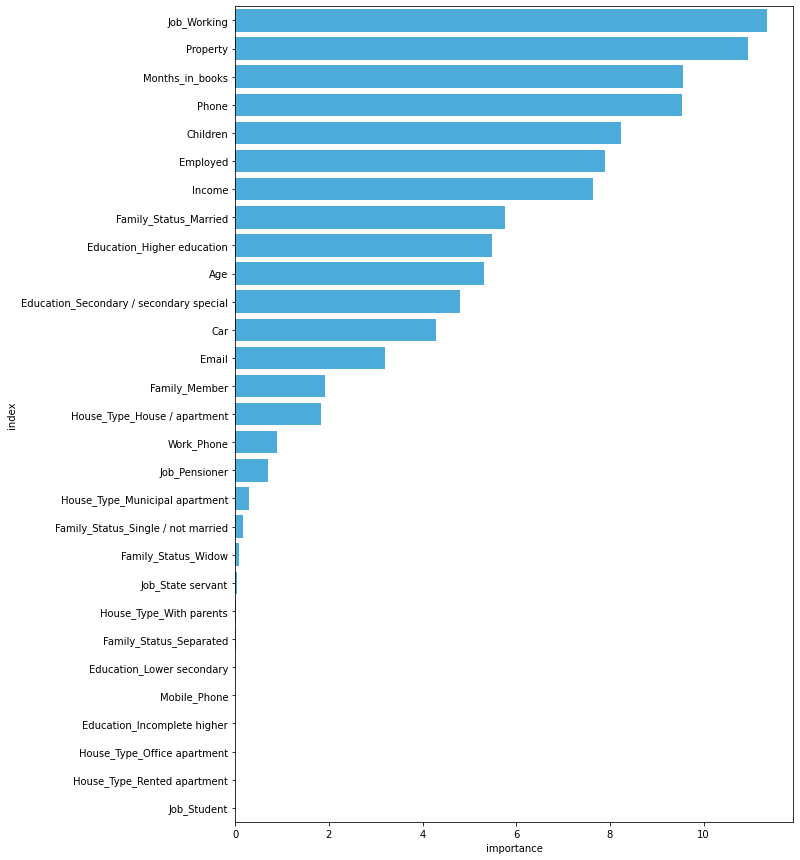 Job_Working
Property
Months_in_books
Phone
Children
Employed
Income
Family_Status_Married
Education_Higher education
Age
Education_Secondary / secondary special
Car
Email
Family_Member
House_Type_House / apartment
Work_Phone
Job_Pensioner
House_Type_Municipal apartment
Family_Status_Single / not married
Family_Status_Widow
Job_State servant
House_Type_With parents
Family_Status_Separated
Education_Lower secondary
Mobile_Phone
Education_Incomplete higher
House_Type_Office apartment
House_Type_Rented apartment
Job_Student
index
0 2 4 6 8 10
importance